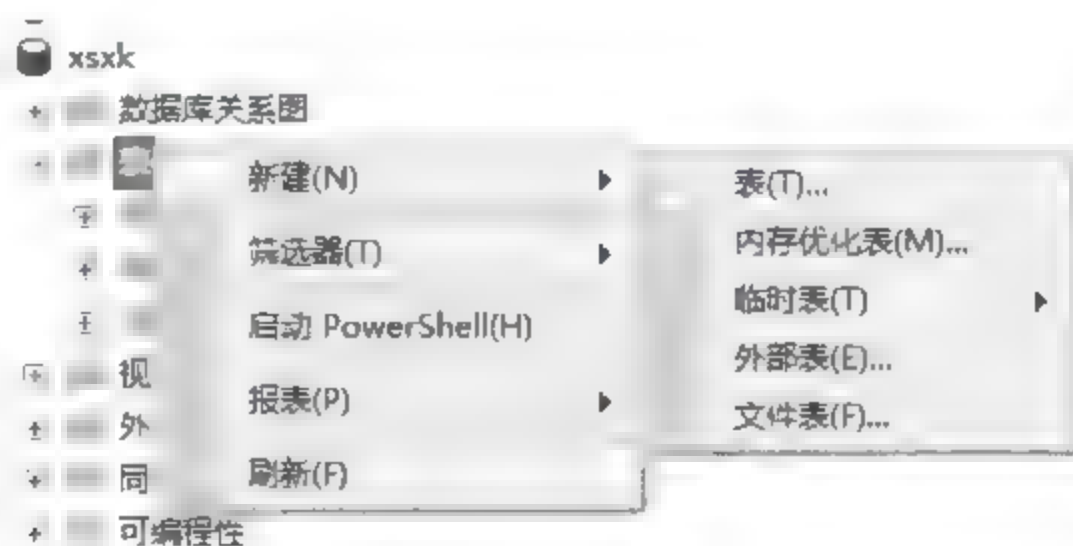 xsxk
数据库关系图
表
新建(N)
筛选器(T)
启动 PowerShell(H)
报表(P)
刷新(F)
表(T)...
内存优化表(M)...
临时表(T)
外部表(E)...
文件表(F)...
视
外
同
可编程性